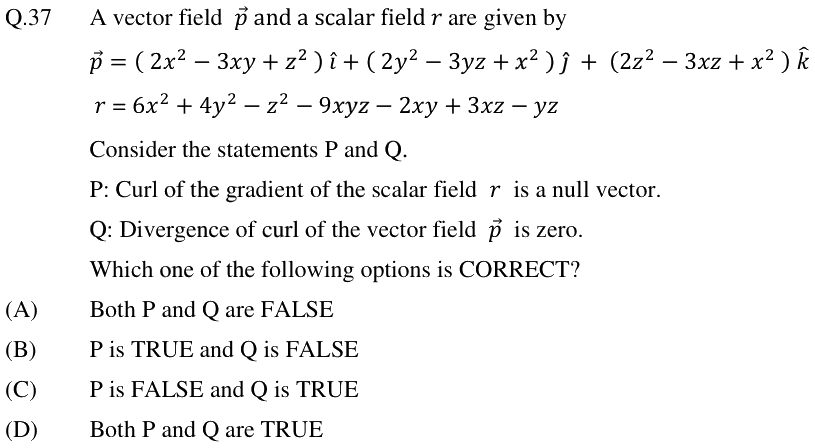 Q.37 A vector field p⃗ and a scalar field r are given by
p⃗ = ( 2x² − 3xy + z² ) î + ( 2y² − 3yz + x² ) ĵ + (2z² − 3xz + x² ) k̂
r = 6x² + 4y² − z² − 9xyz − 2xy + 3xz − yz
Consider the statements P and Q.
P: Curl of the gradient of the scalar field r is a null vector.
Q: Divergence of curl of the vector field p⃗ is zero.
Which one of the following options is CORRECT?
(A) Both P and Q are FALSE
(B) P is TRUE and Q is FALSE
(C) P is FALSE and Q is TRUE
(D) Both P and Q are TRUE